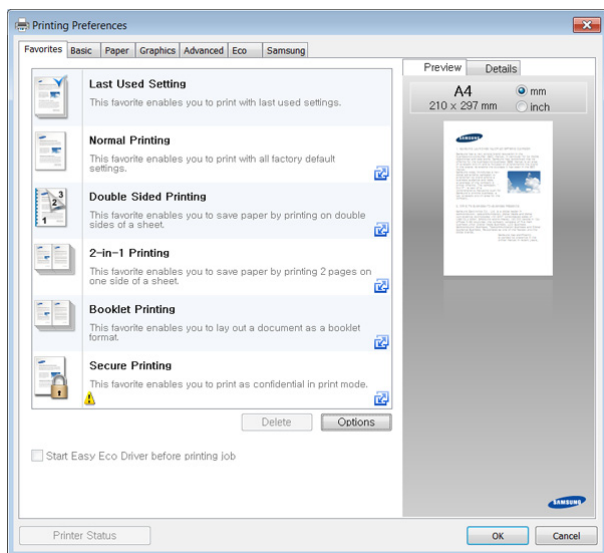 Printing Preferences
Favorites Basic Paper Graphics Advanced Eco Samsung
Last Used Setting
This favorite enables you to print with last used settings.
Normal Printing
This favorite enables you to print with all factory default
settings.
Double Sided Printing
This favorite enables you to save paper by printing on double
sides of a sheet.
2-in-1 Printing
This favorite enables you to save paper by printing 2 pages on
one side of a sheet.
Booklet Printing
This favorite enables you to lay out a document as a booklet
format.
Secure Printing
This favorite enables you to print as confidential in print mode.
Delete Options
Start Easy Eco Driver before printing job
Preview Details
A4 mm
210 x 297 mm inch
SAMSUNG
Printer Status OK Cancel
1
2
3